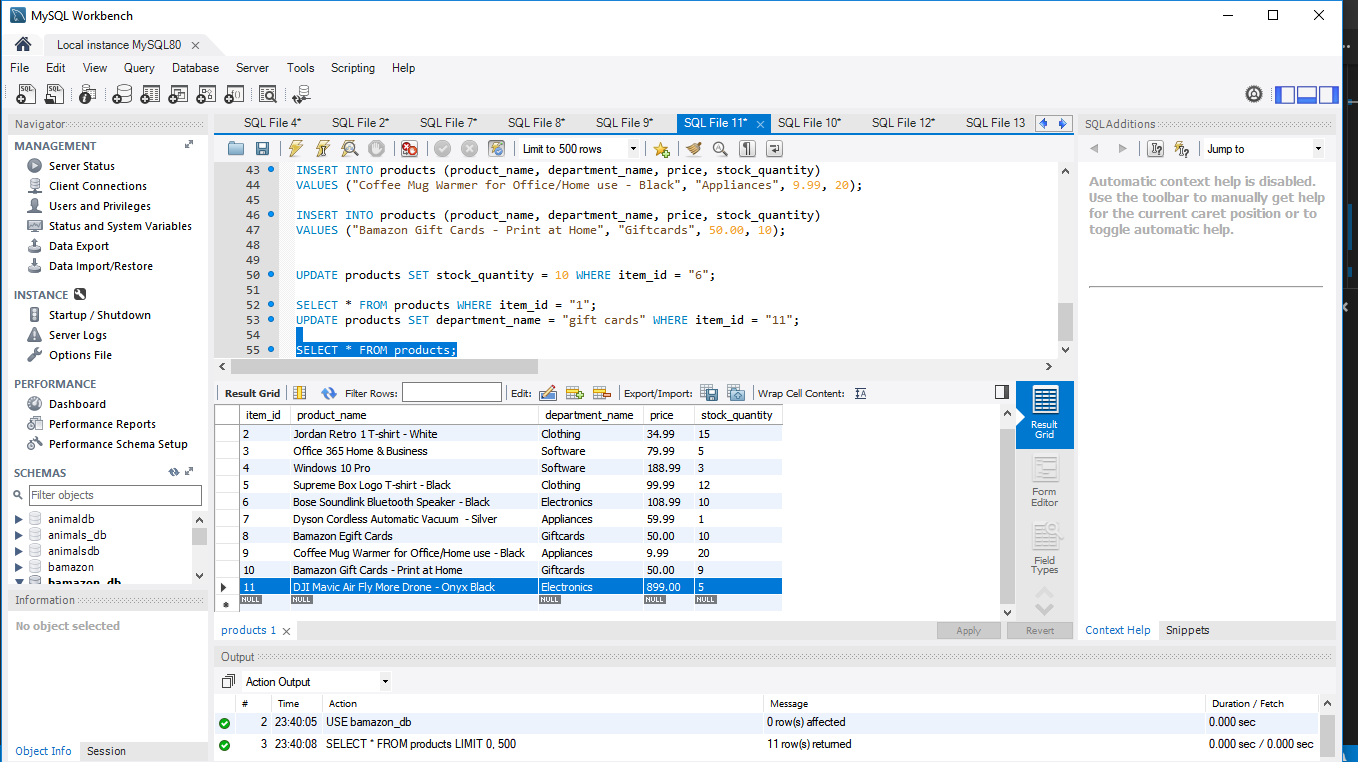 MySQL Workbench
Local instance MySQL80
File Edit View Query Database Server Tools Scripting Help
Navigator
MANAGEMENT
Server Status
Client Connections
Users and Privileges
Status and System Variables
Data Export
Data Import/Restore
INSTANCE
Startup / Shutdown
Server Logs
Options File
PERFORMANCE
Dashboard
Performance Reports
Performance Schema Setup
SCHEMAS
Filter objects
animaldb
animals_db
animalsdb
bamazon
bamazon_db
Information
No object selected
Object Info Session
SQL File 4* SQL File 2* SQL File 7* SQL File 8* SQL File 9* SQL File 11* SQL File 10* SQL File 12* SQL File 13
Limit to 500 rows
43 INSERT INTO products (product_name, department_name, price, stock_quantity)
44 VALUES ("Coffee Mug Warmer for Office/Home use - Black", "Appliances", 9.99, 20);
45
46 INSERT INTO products (product_name, department_name, price, stock_quantity)
47 VALUES ("Bamazon Gift Cards - Print at Home", "Giftcards", 50.00, 10);
48
49
50 UPDATE products SET stock_quantity = 10 WHERE item_id = "6";
51
52 SELECT * FROM products WHERE item_id = "1";
53 UPDATE products SET department_name = "gift cards" WHERE item_id = "11";
54
55 SELECT * FROM products;
Result Grid Filter Rows: Edit: Export/Import: Wrap Cell Content:
item_id product_name department_name price stock_quantity
2 Jordan Retro 1 T-shirt - White Clothing 34.99 15
3 Office 365 Home & Business Software 79.99 5
4 Windows 10 Pro Software 188.99 3
5 Supreme Box Logo T-shirt - Black Clothing 99.99 12
6 Bose Soundlink Bluetooth Speaker - Black Electronics 108.99 10
7 Dyson Cordless Automatic Vacuum - Silver Appliances 59.99 1
8 Bamazon Egift Cards Giftcards 50.00 10
9 Coffee Mug Warmer for Office/Home use - Black Appliances 9.99 20
10 Bamazon Gift Cards - Print at Home Giftcards 50.00 9
11 DJI Mavic Air Fly More Drone - Onyx Black Electronics 899.00 5
NULL NULL NULL NULL NULL
Result
Grid
Form
Editor
Field
Types
products 1 Apply Revert
SQLAdditions
Jump to
Automatic context help is disabled.
Use the toolbar to manually get help
for the current caret position or to
toggle automatic help.
Context Help Snippets
Output
Action Output
# Time Action Message Duration / Fetch
2 23:40:05 USE bamazon_db 0 row(s) affected 0.000 sec
3 23:40:08 SELECT * FROM products LIMIT 0, 500 11 row(s) returned 0.000 sec / 0.000 sec